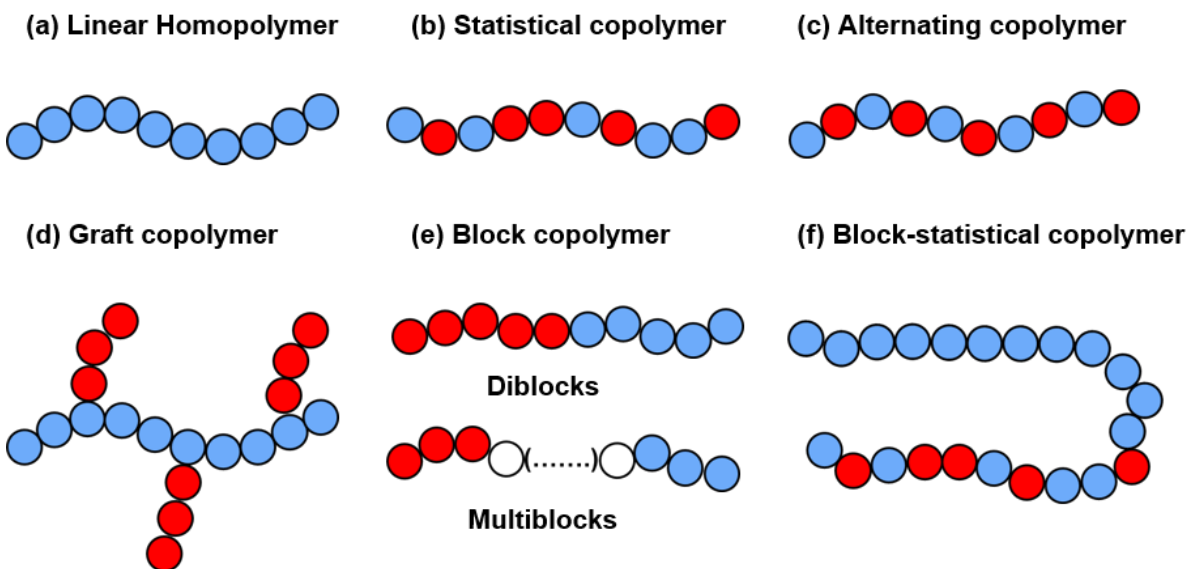 (a) Linear Homopolymer
(b) Statistical copolymer
(c) Alternating copolymer
(d) Graft copolymer
(e) Block copolymer
(f) Block-statistical copolymer
Diblocks
(.......)
Multiblocks